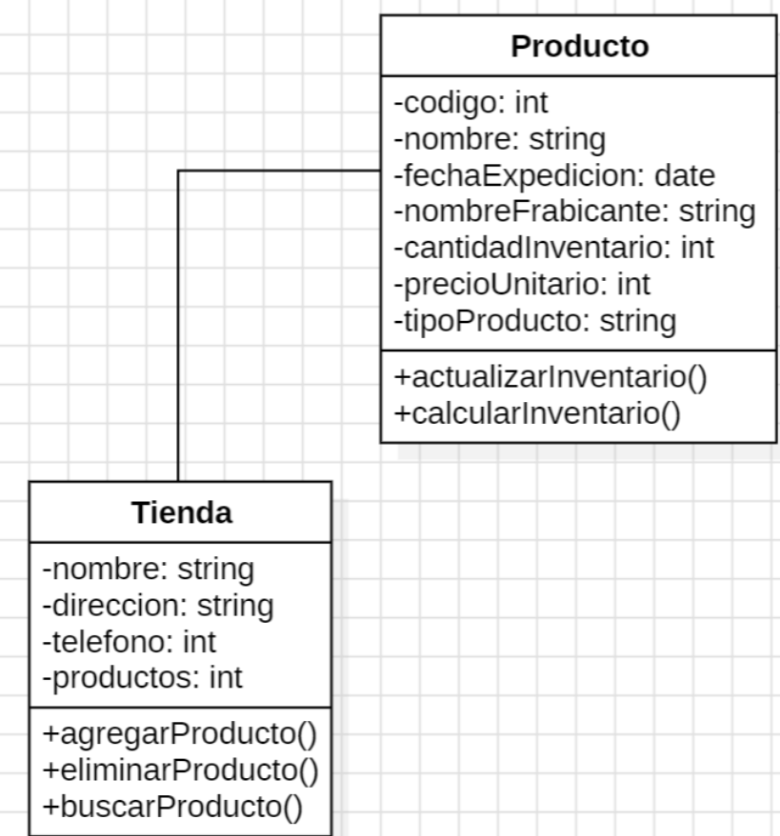 Producto
-codigo: int
-nombre: string
-fechaExpedicion: date
-nombreFrabicante: string
-cantidadInventario: int
-precioUnitario: int
-tipoProducto: string
+actualizarInventario()
+calcularInventario()
Tienda
-nombre: string
-direccion: string
-telefono: int
-productos: int
+agregarProducto()
+eliminarProducto()
+buscarProducto()